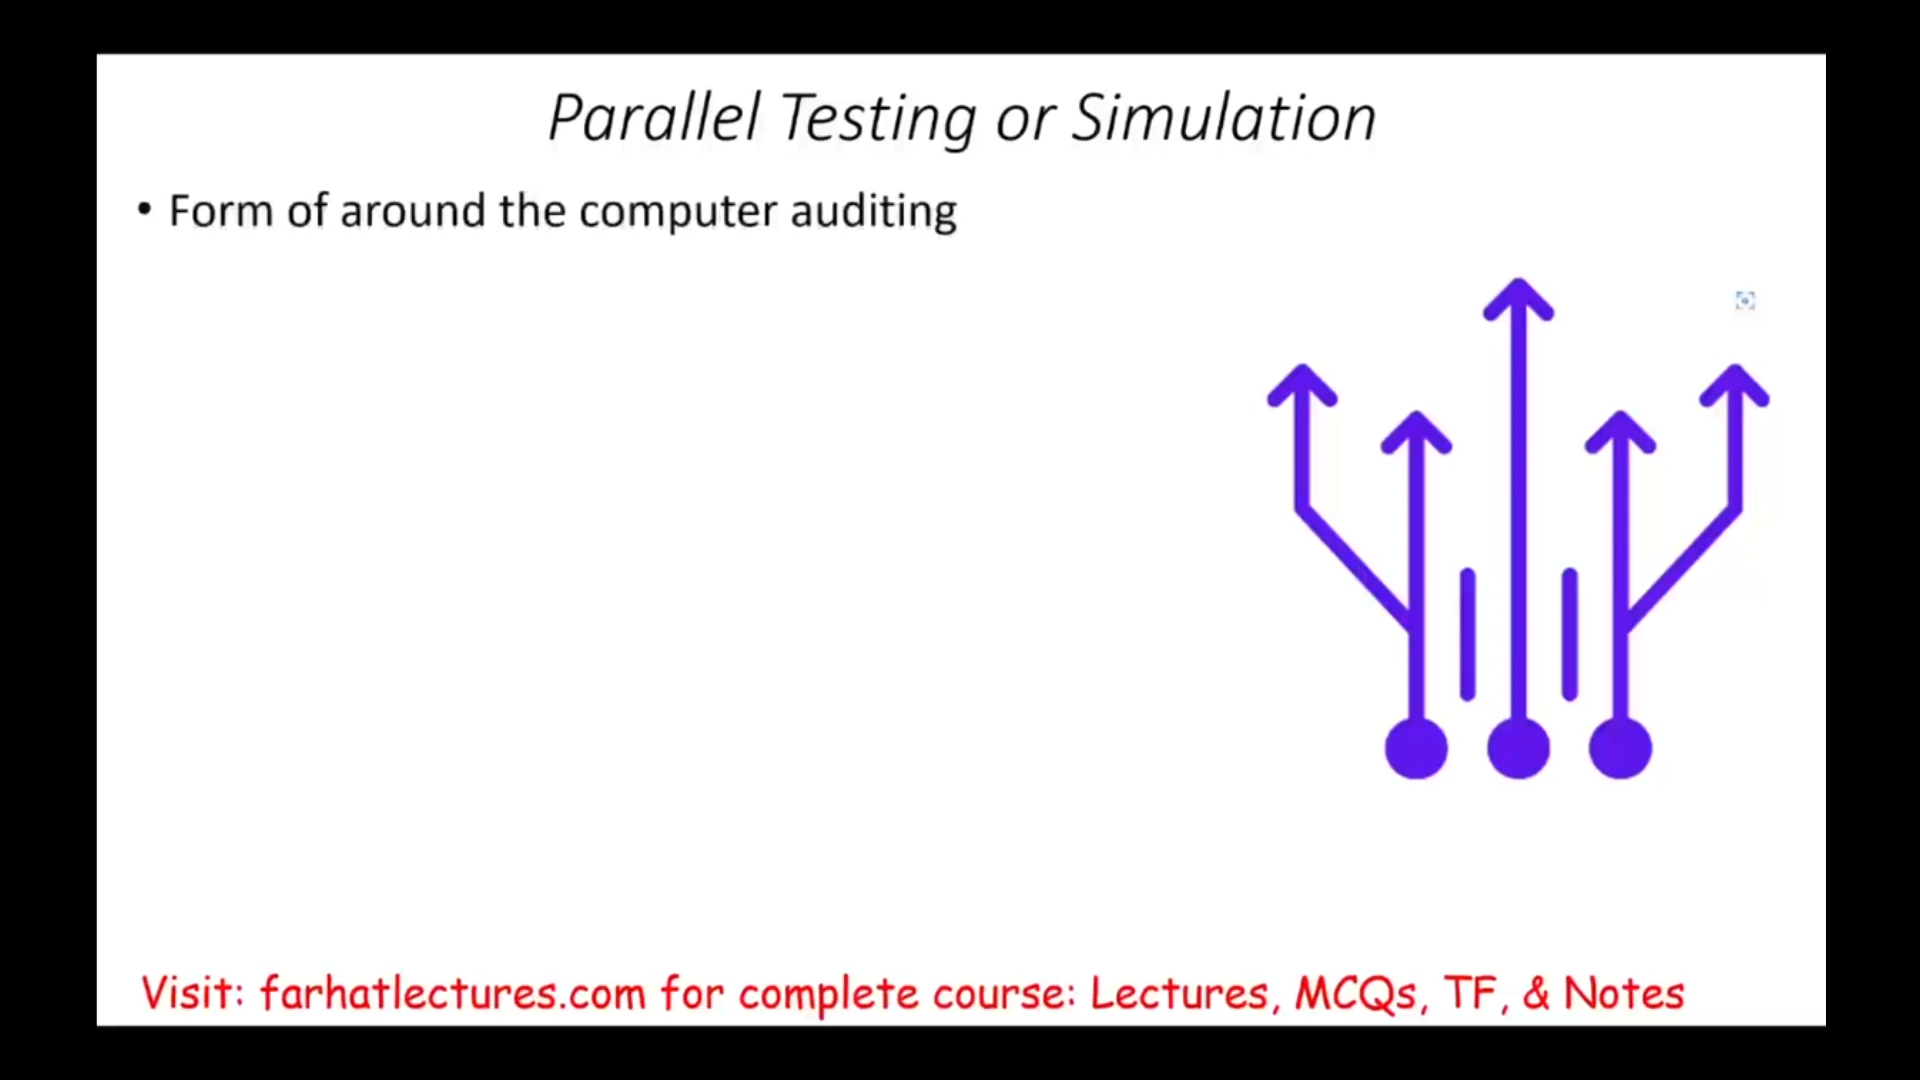 Parallel Testing or Simulation
• Form of around the computer auditing
Visit: farhatlectures.com for complete course: Lectures, MCQs, TF, & Notes